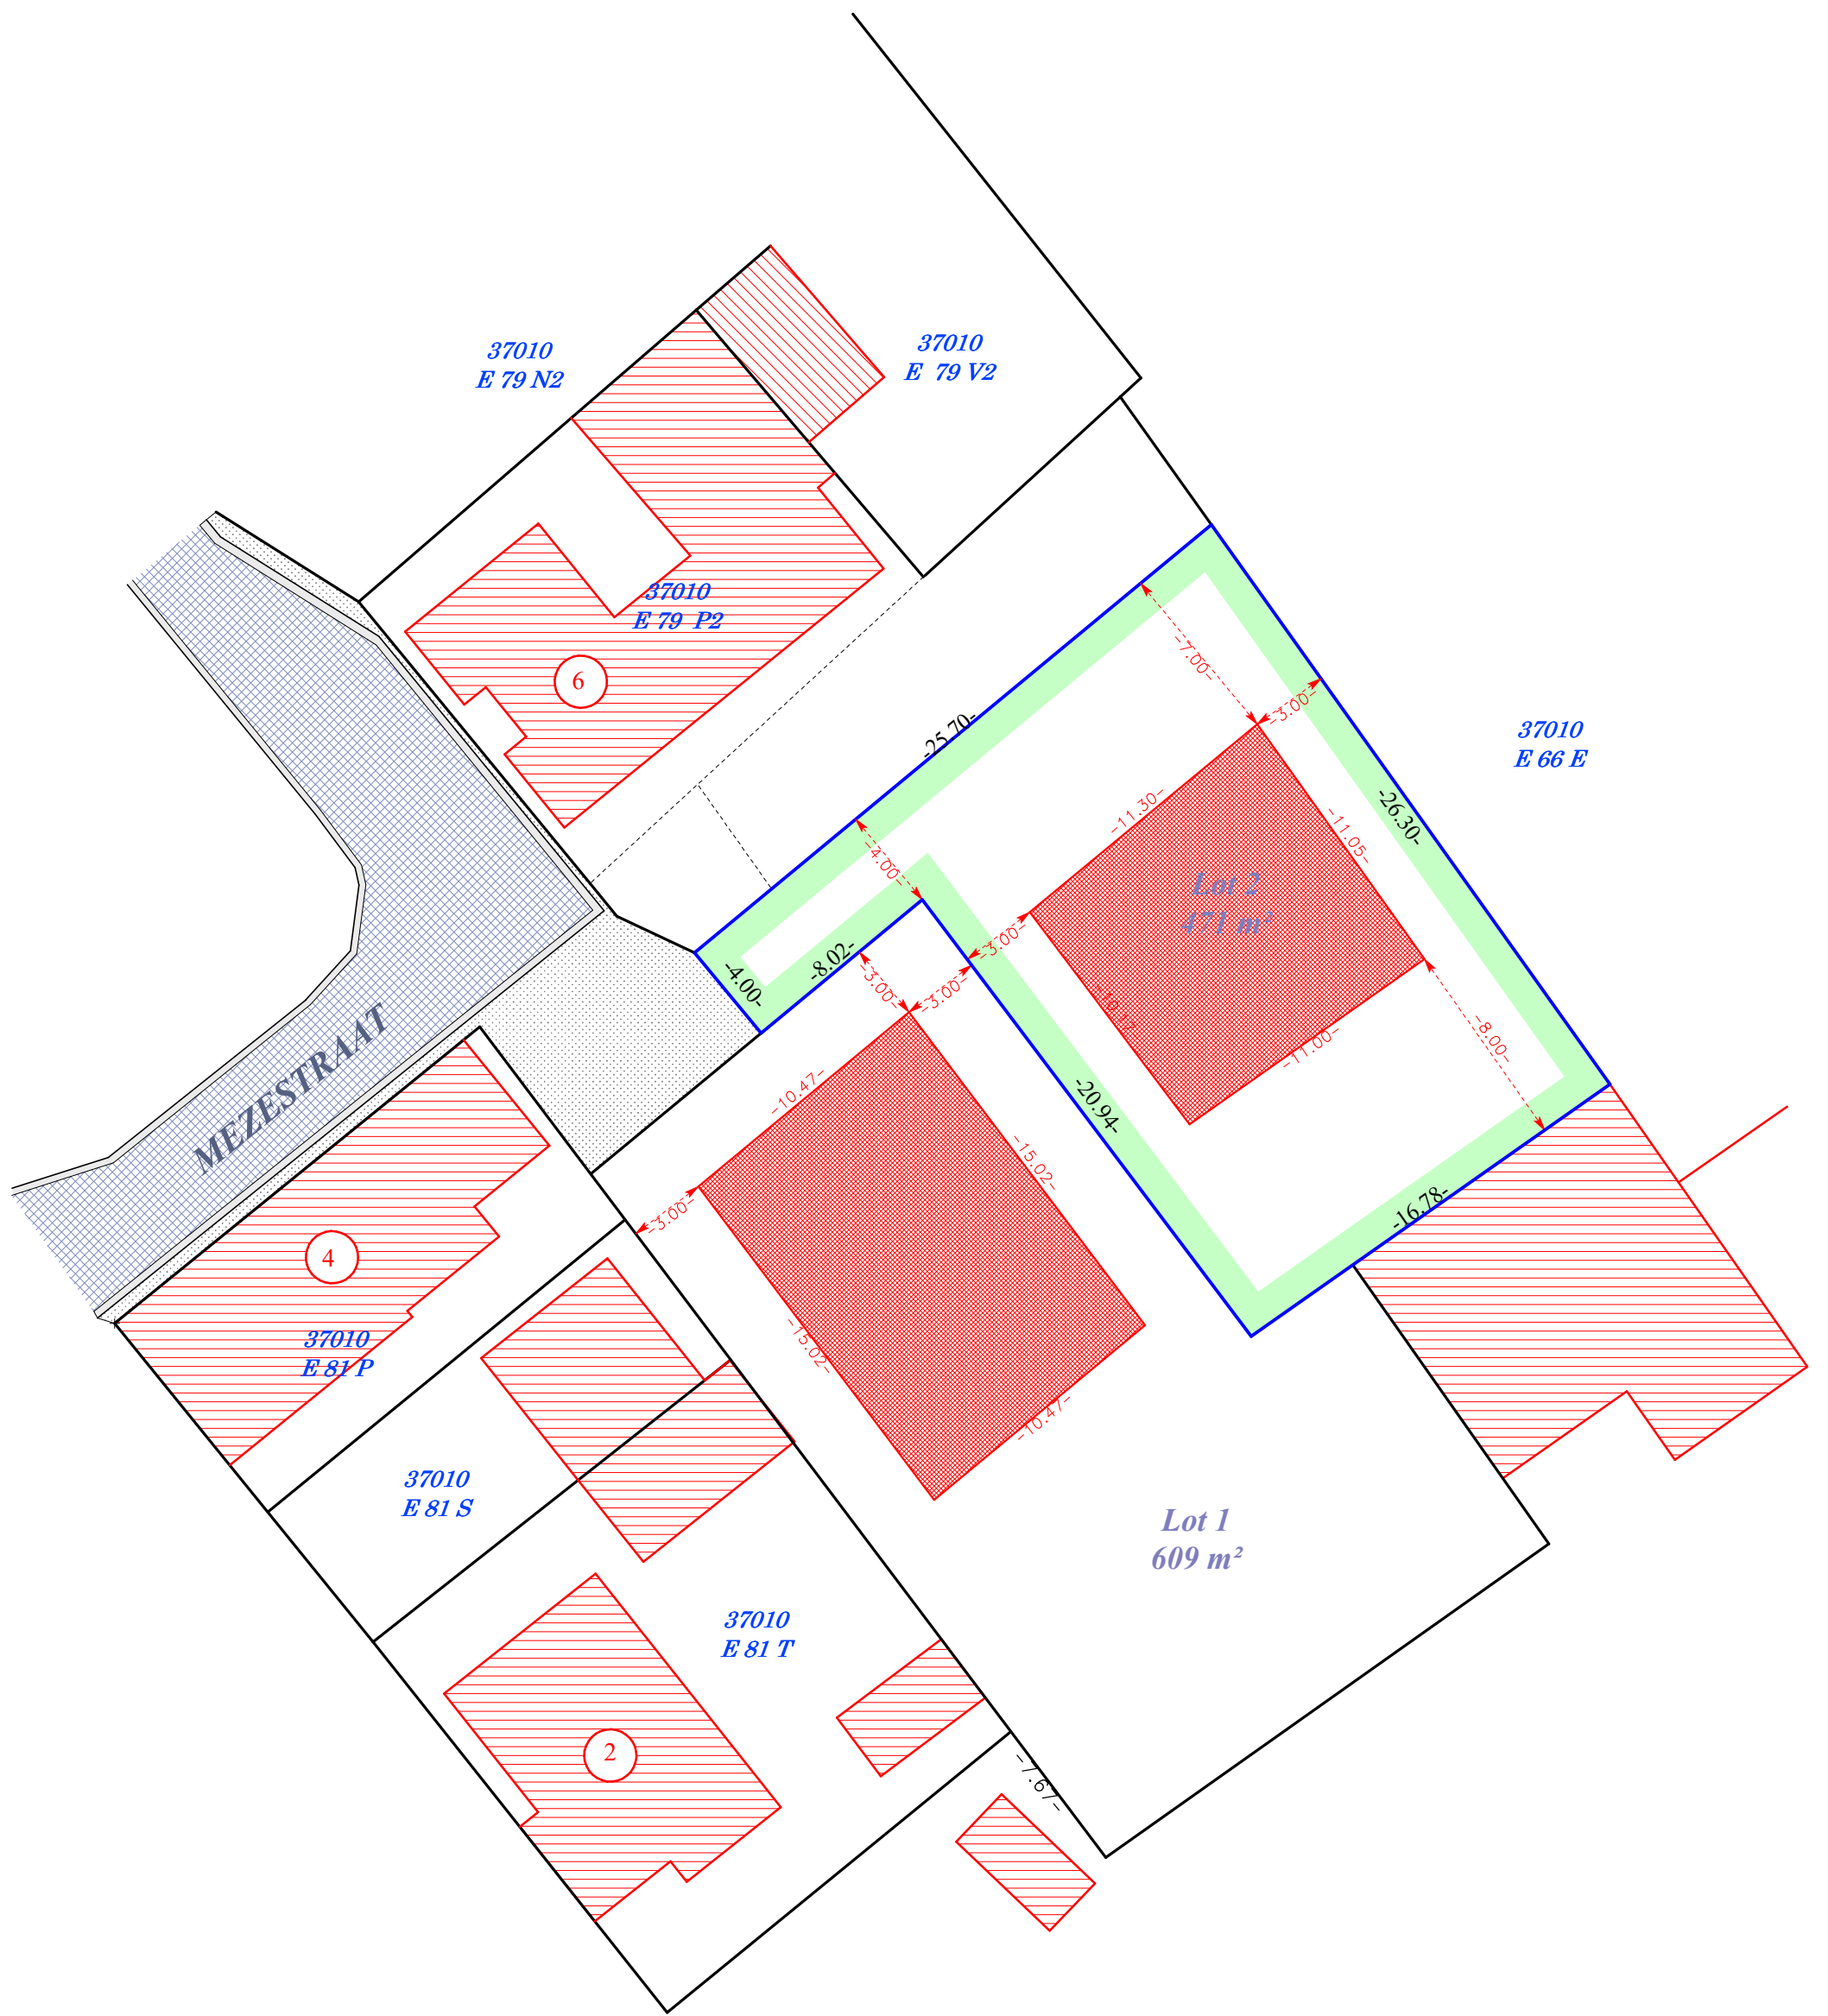 37010
E 79 V2
37010
E 79 N2
37010
E 79 P2
6
-7.00-
-3.00-
-25.70-
37010
E 66 E
-11.30-
-26.30-
-11.05-
-4.00-
Lot 2
471 m²
-3.00-
-8.02-
-4.00-
-3.00-
-3.00-
-10.12-
-11.00-
-8.00-
MEZESTRAAT
-10.47-
-20.94-
-15.02-
-16.78-
-3.00-
4
37010
E 81 P
-15.02-
-10.47-
37010
E 81 S
Lot 1
609 m²
37010
E 81 T
2
-7.67-